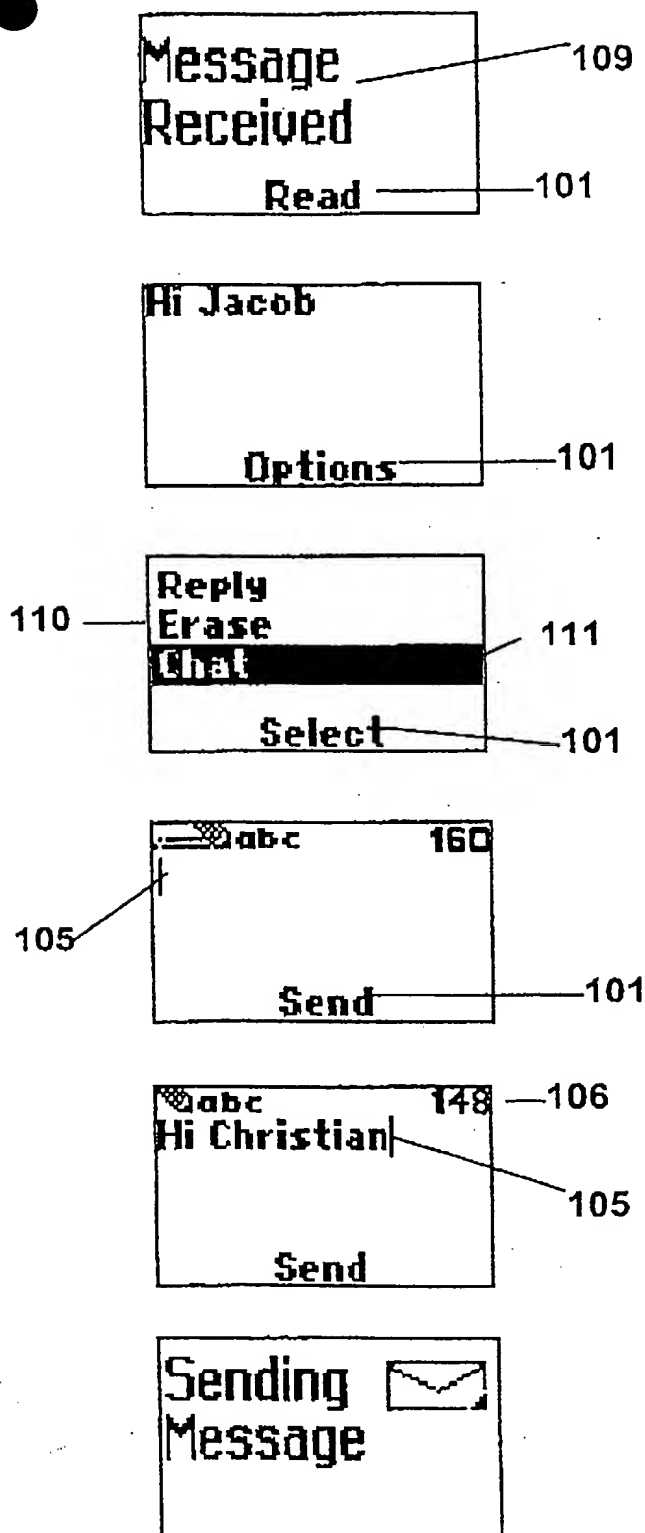 Message
109
Received
Read 101
Hi Jacob
Options 101
Reply
110 Erase
Chat 111
Select 101
abc 160
105
Send 101
abc 148 106
Hi Christian
105
Send
Sending
Message